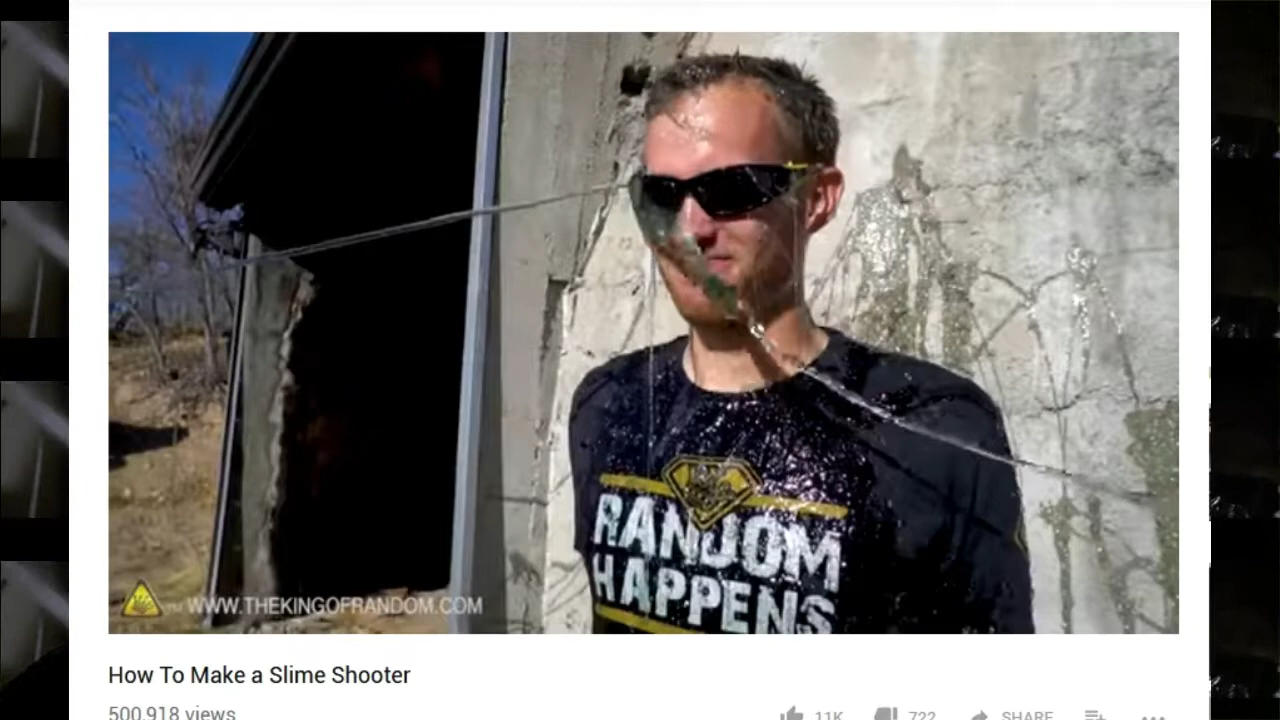 RANDOM
HAPPENS
WWW.THEKINGOFRANDOM.COM
How To Make a Slime Shooter
500,918 views
11K
722
SHARE